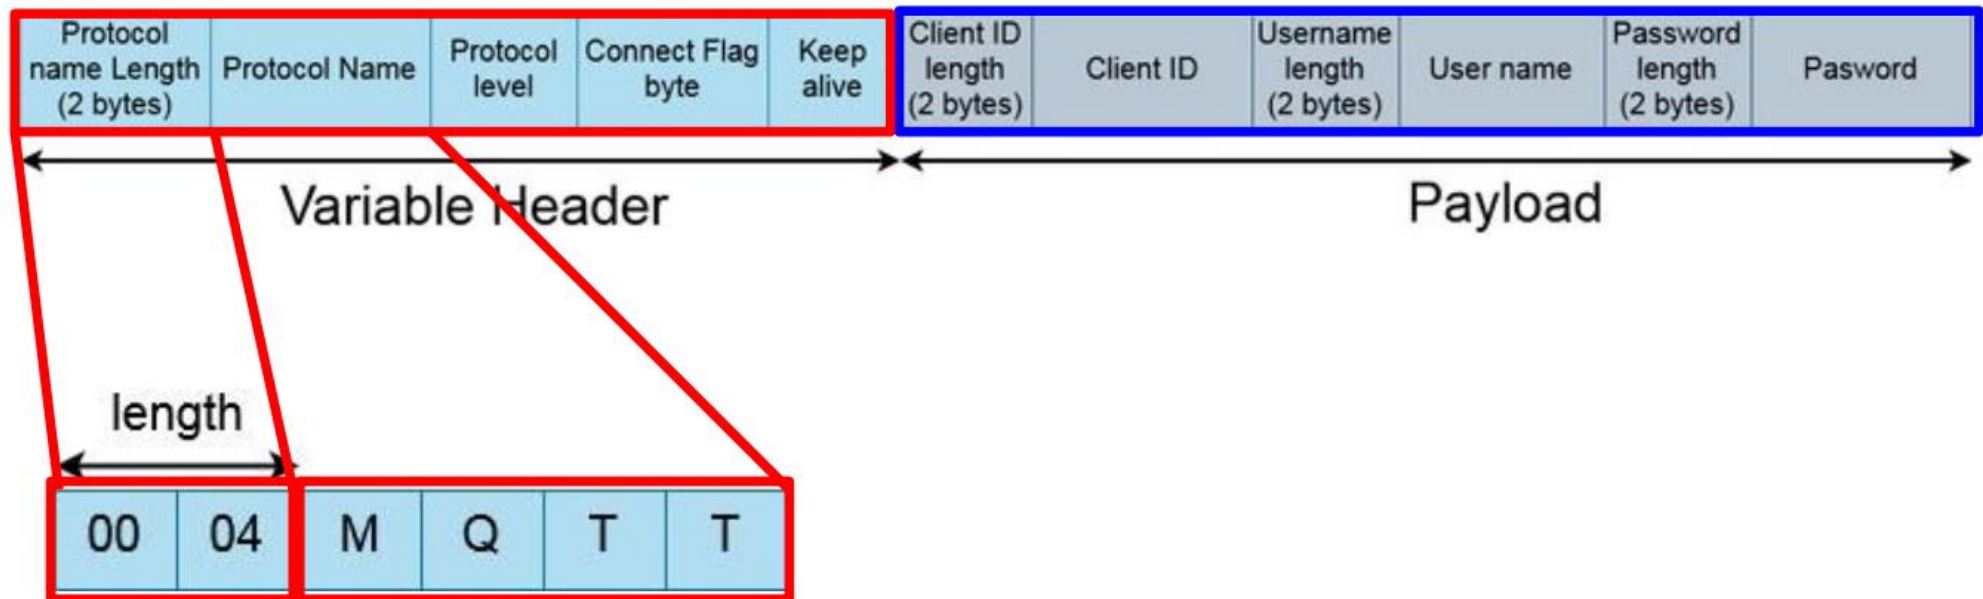 Protocol
name Length
(2 bytes)
Protocol Name
Protocol
level
Connect Flag
byte
Keep
alive
Client ID
length
(2 bytes)
Client ID
Username
length
(2 bytes)
User name
Password
length
(2 bytes)
Pasword
Variable Header
Payload
length
00 04 M Q T T